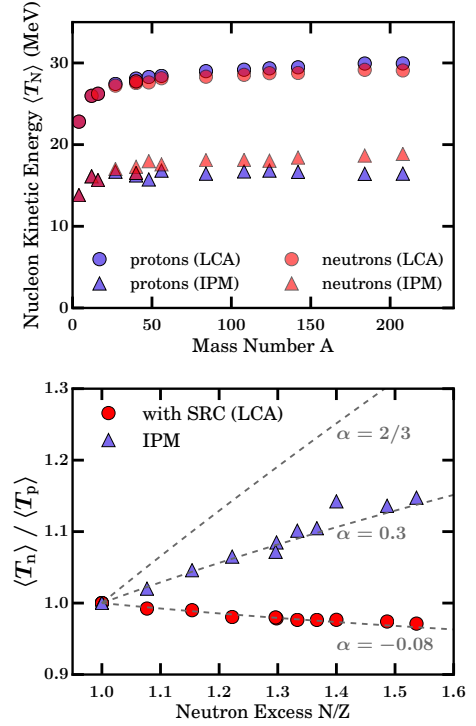 Nucleon Kinetic Energy ⟨T_N⟩ (MeV)
30
20
10
0
protons (LCA)
neutrons (LCA)
protons (IPM)
neutrons (IPM)
0
50
100
150
200
Mass Number A
⟨T_n⟩ / ⟨T_p⟩
1.3
1.2
1.1
1.0
0.9
with SRC (LCA)
IPM
α = 2/3
α = 0.3
α = −0.08
1.0
1.1
1.2
1.3
1.4
1.5
1.6
Neutron Excess N/Z